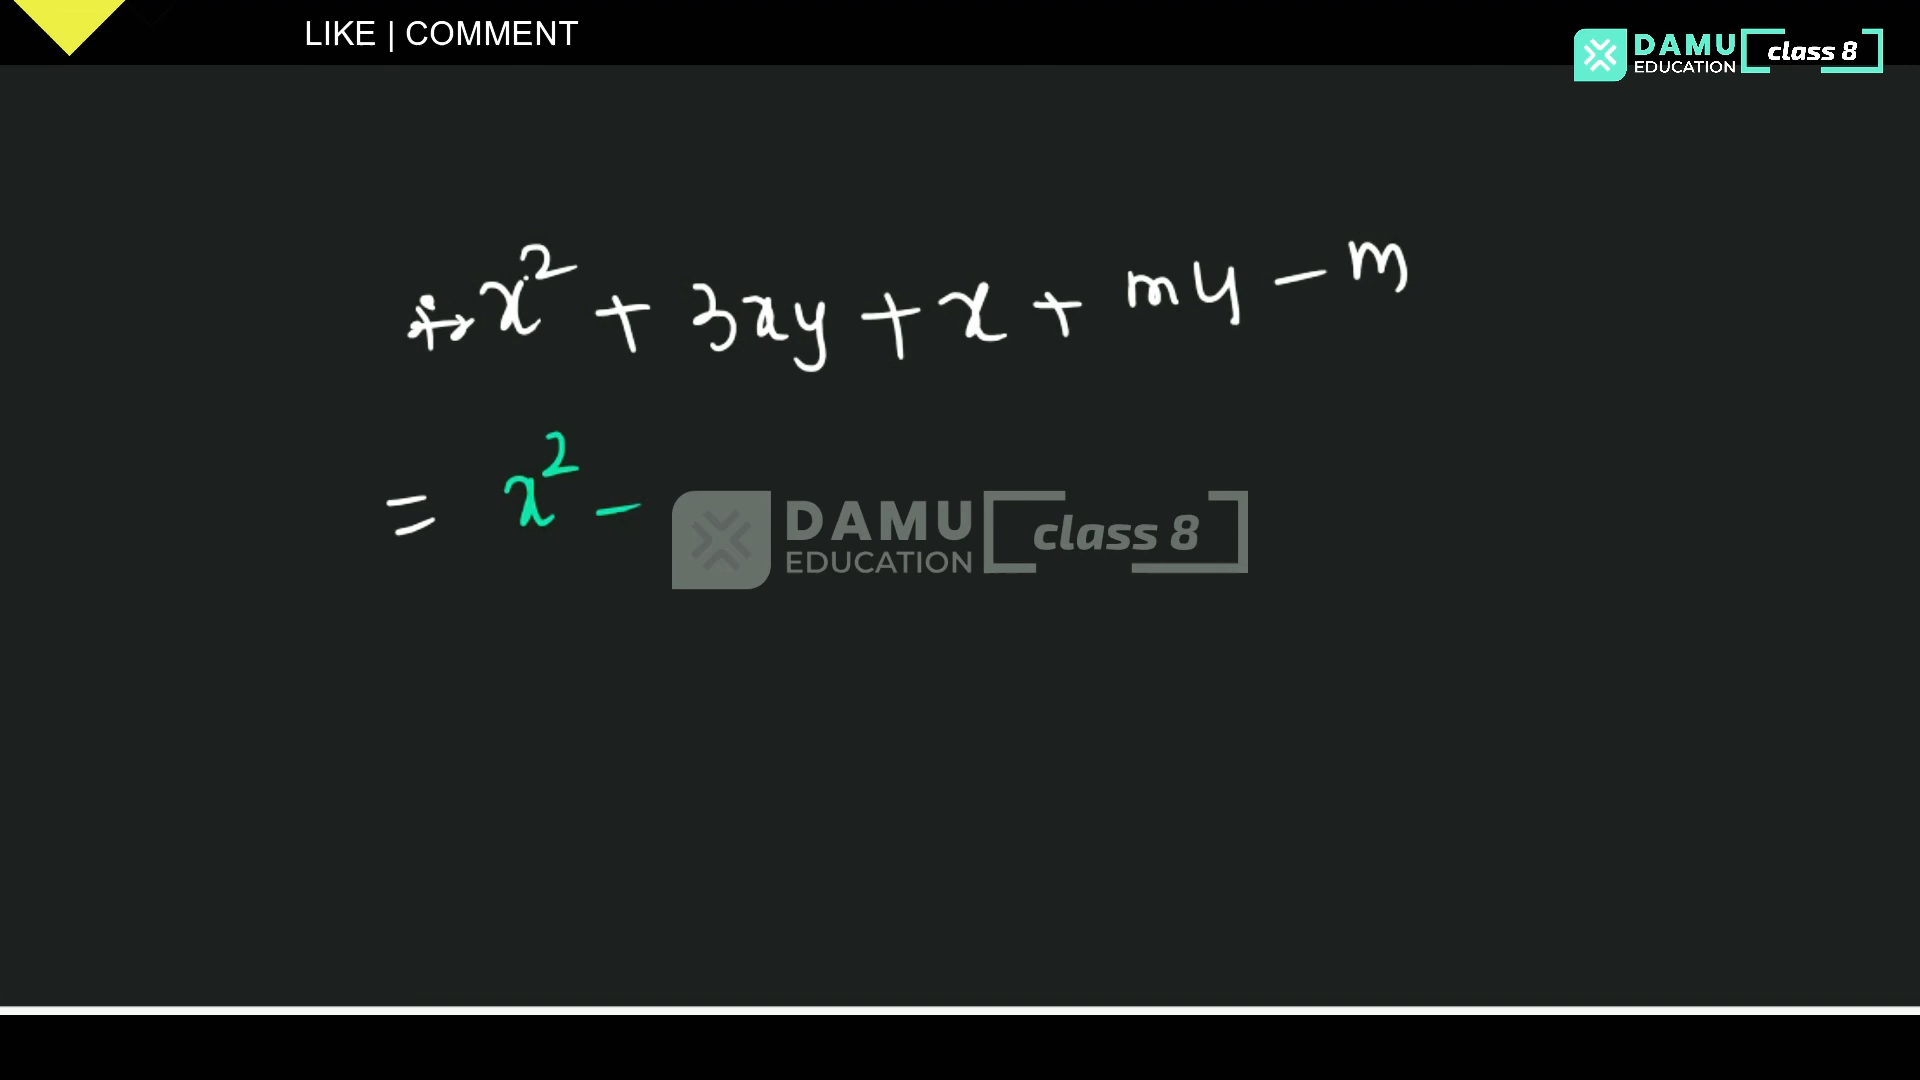 LIKE | COMMENT
DAMU EDUCATION class 8
x² + 3xy + x + my - m
= x² -
DAMU EDUCATION class 8